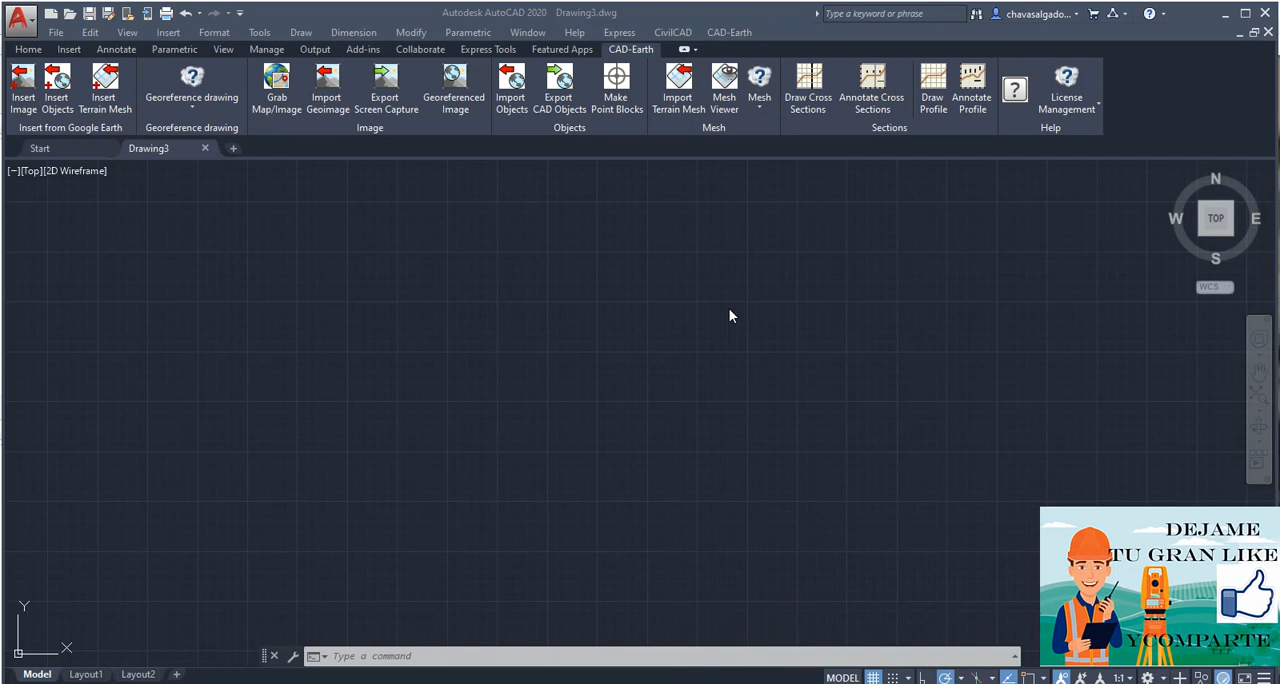 Autodesk AutoCAD 2020 Drawing3.dwg
Type a keyword or phrase
chavasalgado...
File Edit View Insert Format Tools Draw Dimension Modify Parametric Window Help Express CivilCAD CAD-Earth
Home Insert Annotate Parametric View Manage Output Add-ins Collaborate Express Tools Featured Apps CAD-Earth
Insert Image
Insert Objects
Insert Terrain Mesh
Insert from Google Earth
Georeference drawing
Georeference drawing
Grab Map/Image
Import Geoimage
Export Screen Capture
Georeferenced Image
Image
Import Objects
Export CAD Objects
Make Point Blocks
Objects
Import Terrain Mesh
Mesh Viewer
Mesh
Mesh
Draw Cross Sections
Annotate Cross Sections
Draw Profile
Annotate Profile
Sections
?
License Management
Help
Start Drawing3
[−][Top][2D Wireframe]
N
W TOP E
S
WCS
DEJAME
TU GRAN LIKE
YCOMPARTE
Y
X
Type a command
Model Layout1 Layout2 +
MODEL 1:1